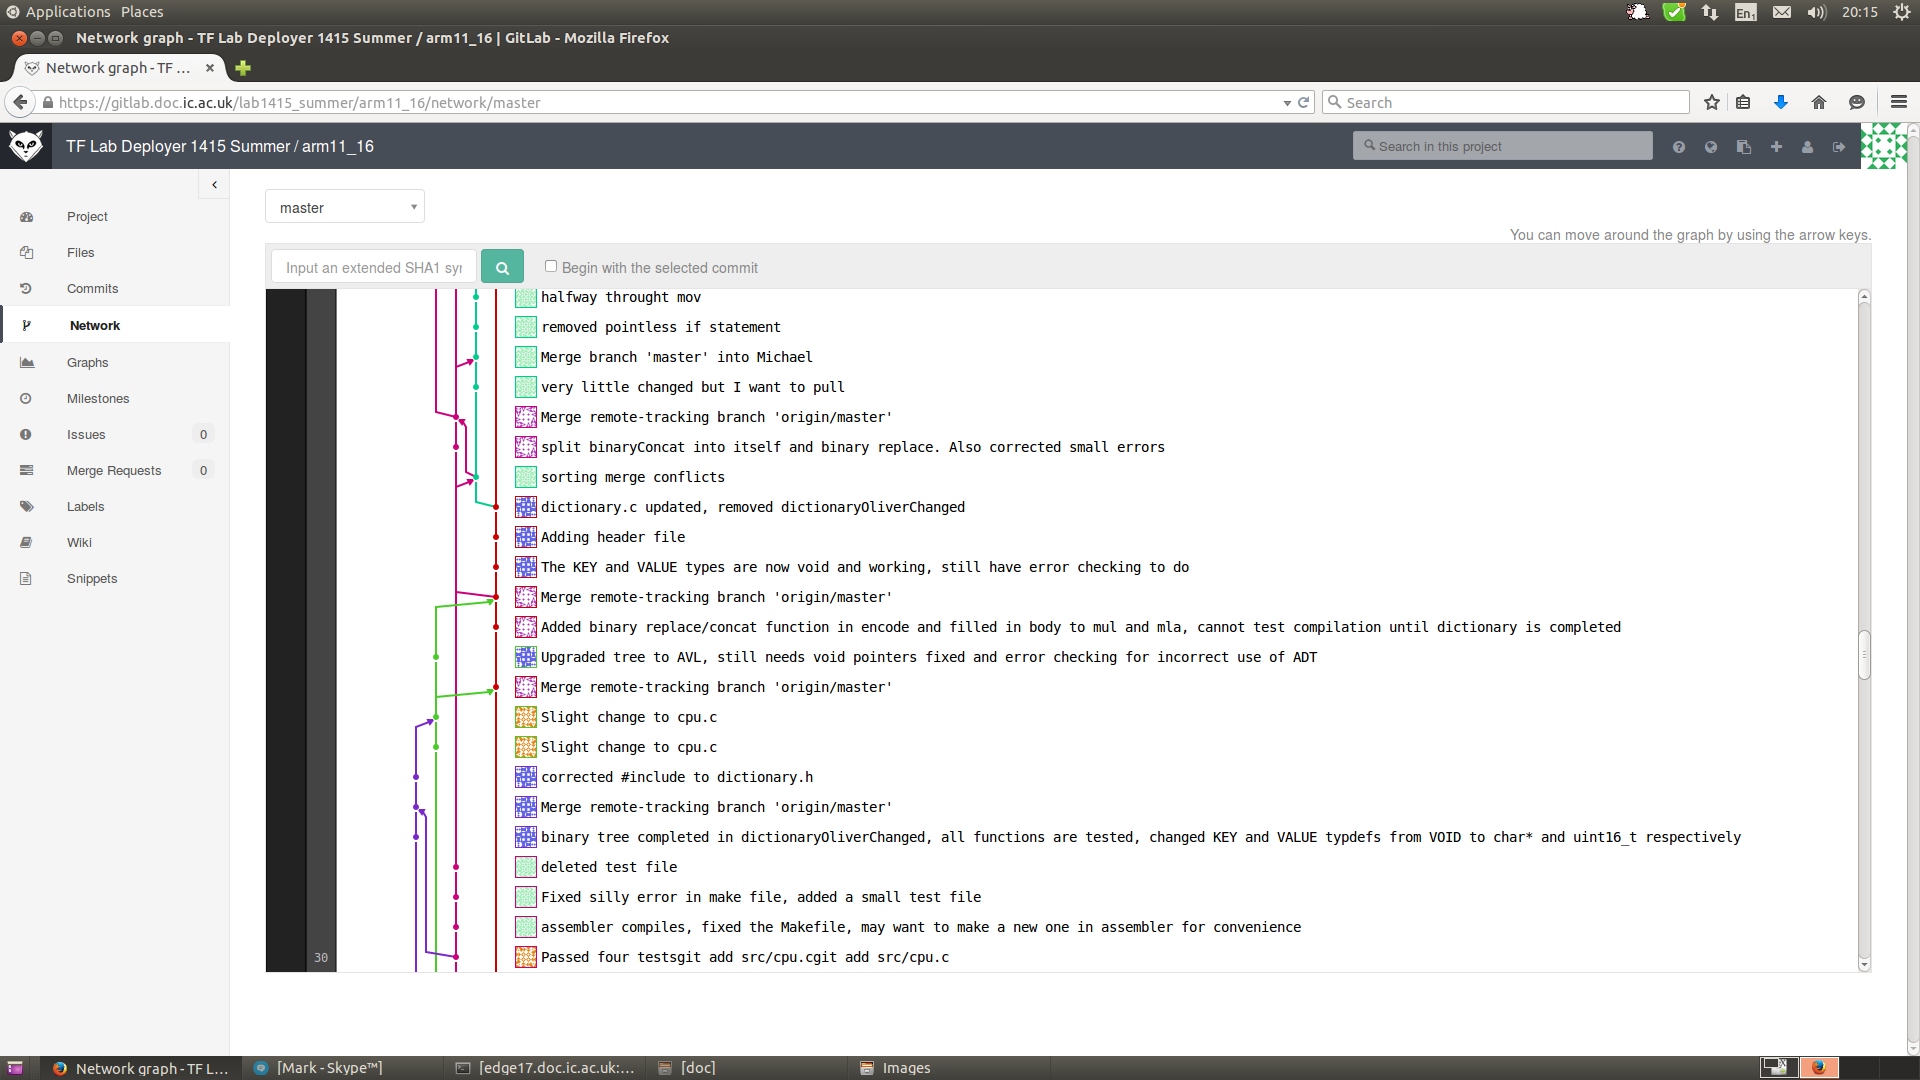 Applications Places
En1 20:15
Network graph - TF Lab Deployer 1415 Summer / arm11_16 | GitLab - Mozilla Firefox
Network graph - TF ...
https://gitlab.doc.ic.ac.uk/lab1415_summer/arm11_16/network/master
Search
TF Lab Deployer 1415 Summer / arm11_16
Search in this project
Project
Files
Commits
Network
Graphs
Milestones
Issues 0
Merge Requests 0
Labels
Wiki
Snippets
master
You can move around the graph by using the arrow keys.
Input an extended SHA1 syr
Begin with the selected commit
halfway throught mov
removed pointless if statement
Merge branch 'master' into Michael
very little changed but I want to pull
Merge remote-tracking branch 'origin/master'
split binaryConcat into itself and binary replace. Also corrected small errors
sorting merge conflicts
dictionary.c updated, removed dictionaryOliverChanged
Adding header file
The KEY and VALUE types are now void and working, still have error checking to do
Merge remote-tracking branch 'origin/master'
Added binary replace/concat function in encode and filled in body to mul and mla, cannot test compilation until dictionary is completed
Upgraded tree to AVL, still needs void pointers fixed and error checking for incorrect use of ADT
Merge remote-tracking branch 'origin/master'
Slight change to cpu.c
Slight change to cpu.c
corrected #include to dictionary.h
Merge remote-tracking branch 'origin/master'
binary tree completed in dictionaryOliverChanged, all functions are tested, changed KEY and VALUE typdefs from VOID to char* and uint16_t respectively
deleted test file
Fixed silly error in make file, added a small test file
assembler compiles, fixed the Makefile, may want to make a new one in assembler for convenience
30 Passed four testsgit add src/cpu.cgit add src/cpu.c
Network graph - TF L...
[Mark - Skype™]
[edge17.doc.ic.ac.uk:...
[doc]
Images